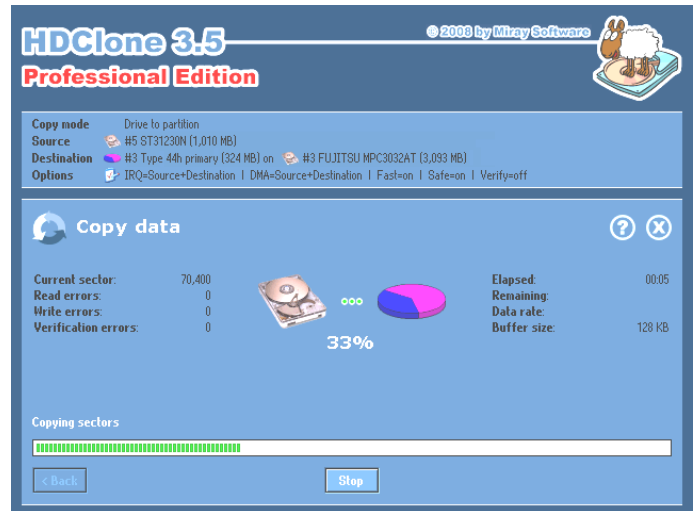 HDClone 3.5
© 2008 by Miray Software
Professional Edition
Copy mode Drive to partition
Source #5 ST31230N (1,010 MB)
Destination #3 Type 44h primary (324 MB) on #3 FUJITSU MPC3032AT (3,093 MB)
Options IRQ=Source+Destination | DMA=Source+Destination | Fast=on | Safe=on | Verify=off
Copy data
? X
Current sector: 70,400
Read errors: 0
Write errors: 0
Verification errors: 0
33%
Elapsed: 00:05
Remaining:
Data rate:
Buffer size: 128 KB
Copying sectors
< Back
Stop